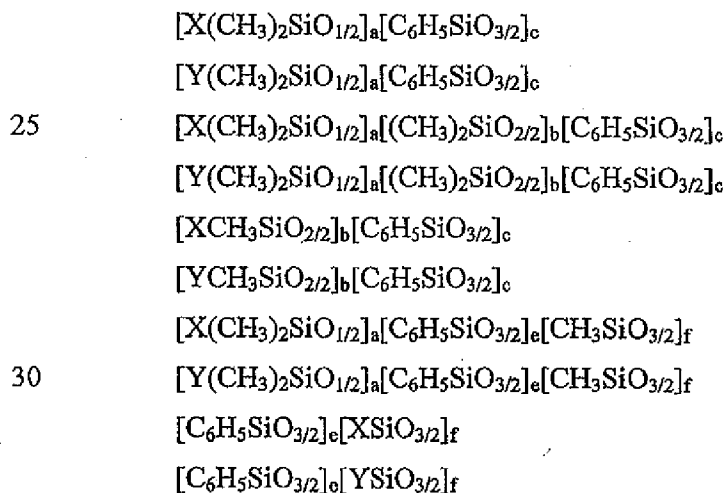 [X(CH₃)₂SiO₁/₂]ₐ[C₆H₅SiO₃/₂]c
[Y(CH₃)₂SiO₁/₂]ₐ[C₆H₅SiO₃/₂]c
25 [X(CH₃)₂SiO₁/₂]ₐ[(CH₃)₂SiO₂/₂]b[C₆H₅SiO₃/₂]c
[Y(CH₃)₂SiO₁/₂]ₐ[(CH₃)₂SiO₂/₂]b[C₆H₅SiO₃/₂]c
[XCH₃SiO₂/₂]b[C₆H₅SiO₃/₂]c
[YCH₃SiO₂/₂]b[C₆H₅SiO₃/₂]c
[X(CH₃)₂SiO₁/₂]ₐ[C₆H₅SiO₃/₂]e[CH₃SiO₃/₂]f
30 [Y(CH₃)₂SiO₁/₂]ₐ[C₆H₅SiO₃/₂]e[CH₃SiO₃/₂]f
[C₆H₅SiO₃/₂]e[XSiO₃/₂]f
[C₆H₅SiO₃/₂]e[YSiO₃/₂]f